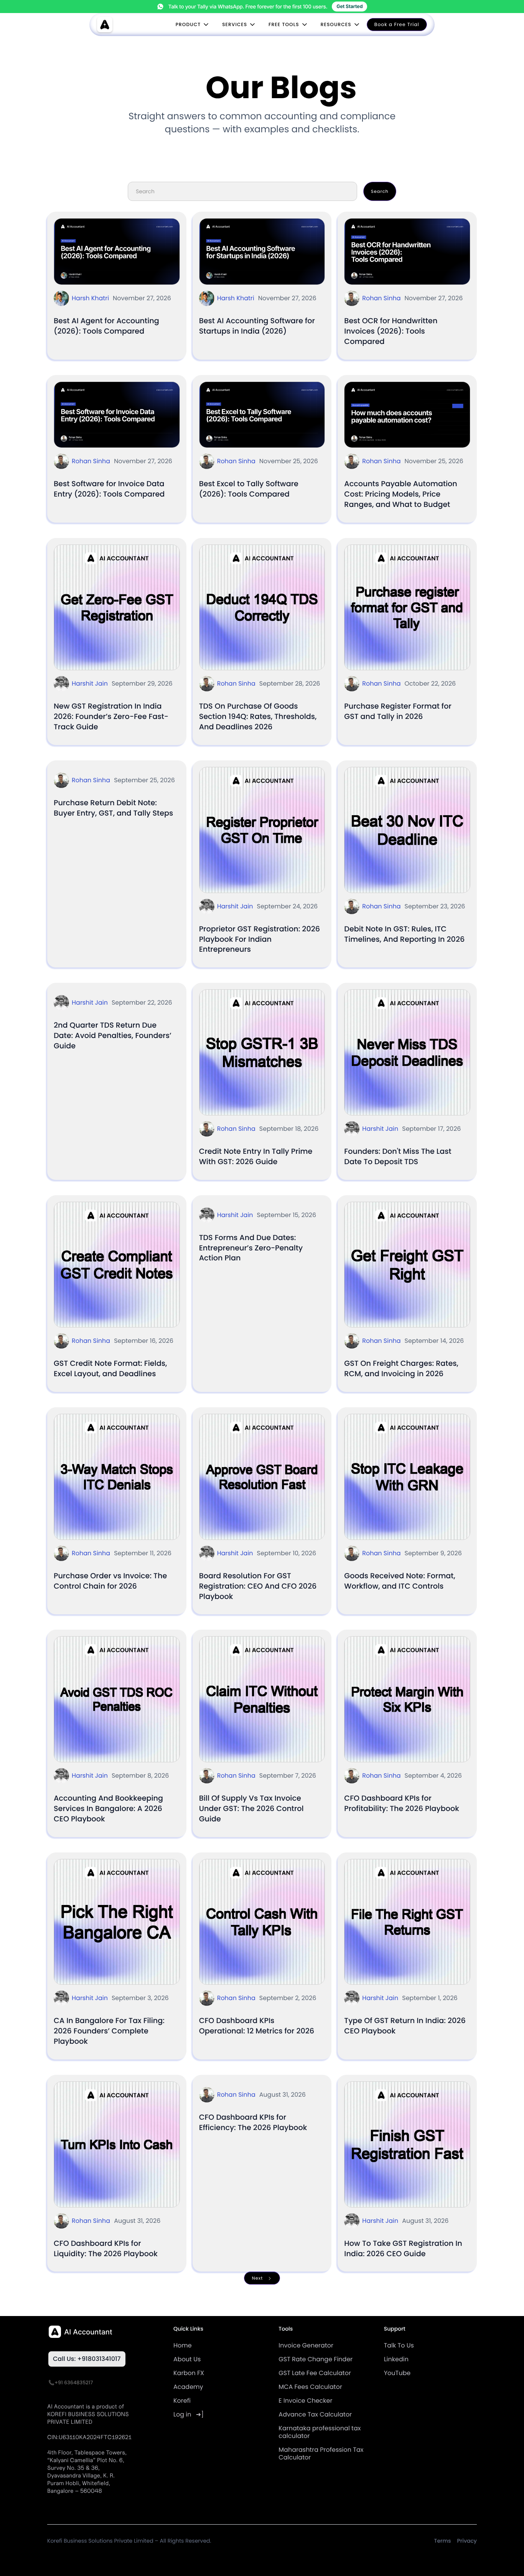 Talk to your Tally via WhatsApp. Free forever for the first 100 users.
Get Started
PRODUCT
SERVICES
FREE TOOLS
RESOURCES
Book a Free Trial
Our Blogs
Straight answers to common accounting and compliance
questions — with examples and checklists.
Search
Search
AI Accountant
Best AI Agent for Accounting
(2026): Tools Compared
Harsh Khatri November 27, 2026
Best AI Agent for Accounting
(2026): Tools Compared
AI Accountant
Best AI Accounting Software
for Startups in India (2026)
Harsh Khatri November 27, 2026
Best AI Accounting Software for
Startups in India (2026)
AI Accountant
Best OCR for Handwritten
Invoices (2026):
Tools Compared
Rohan Sinha November 27, 2026
Best OCR for Handwritten
Invoices (2026): Tools
Compared
AI Accountant
Best Software for Invoice Data
Entry (2026): Tools Compared
Rohan Sinha November 27, 2026
Best Software for Invoice Data
Entry (2026): Tools Compared
AI Accountant
Best Excel to Tally Software
(2026): Tools Compared
Rohan Sinha November 25, 2026
Best Excel to Tally Software
(2026): Tools Compared
AI Accountant
How much does accounts
payable automation cost?
Rohan Sinha November 25, 2026
Accounts Payable Automation
Cost: Pricing Models, Price
Ranges, and What to Budget
AI ACCOUNTANT
Get Zero-Fee GST
Registration
Harshit Jain September 29, 2026
New GST Registration In India
2026: Founder's Zero-Fee Fast-
Track Guide
AI ACCOUNTANT
Deduct 194Q TDS
Correctly
Rohan Sinha September 28, 2026
TDS On Purchase Of Goods
Section 194Q: Rates, Thresholds,
And Deadlines 2026
AI ACCOUNTANT
Purchase register
format for GST and
Tally
Rohan Sinha October 22, 2026
Purchase Register Format for
GST and Tally in 2026
Rohan Sinha September 25, 2026
Purchase Return Debit Note:
Buyer Entry, GST, and Tally Steps
AI ACCOUNTANT
Register Proprietor
GST On Time
Harshit Jain September 24, 2026
Proprietor GST Registration: 2026
Playbook For Indian
Entrepreneurs
AI ACCOUNTANT
Beat 30 Nov ITC
Deadline
Rohan Sinha September 23, 2026
Debit Note In GST: Rules, ITC
Timelines, And Reporting In 2026
Harshit Jain September 22, 2026
2nd Quarter TDS Return Due
Date: Avoid Penalties, Founders'
Guide
AI ACCOUNTANT
Stop GSTR-1 3B
Mismatches
Rohan Sinha September 18, 2026
Credit Note Entry In Tally Prime
With GST: 2026 Guide
AI ACCOUNTANT
Never Miss TDS
Deposit Deadlines
Harshit Jain September 17, 2026
Founders: Don't Miss The Last
Date To Deposit TDS
AI ACCOUNTANT
Create Compliant
GST Credit Notes
Rohan Sinha September 16, 2026
GST Credit Note Format: Fields,
Excel Layout, and Deadlines
Harshit Jain September 15, 2026
TDS Forms And Due Dates:
Entrepreneur's Zero-Penalty
Action Plan
AI ACCOUNTANT
Get Freight GST
Right
Rohan Sinha September 14, 2026
GST On Freight Charges: Rates,
RCM, and Invoicing in 2026
AI ACCOUNTANT
3-Way Match Stops
ITC Denials
Rohan Sinha September 11, 2026
Purchase Order vs Invoice: The
Control Chain for 2026
AI ACCOUNTANT
Approve GST Board
Resolution Fast
Harshit Jain September 10, 2026
Board Resolution For GST
Registration: CEO And CFO 2026
Playbook
AI ACCOUNTANT
Stop ITC Leakage
With GRN
Rohan Sinha September 9, 2026
Goods Received Note: Format,
Workflow, and ITC Controls
AI ACCOUNTANT
Avoid GST TDS ROC
Penalties
Harshit Jain September 8, 2026
Accounting And Bookkeeping
Services In Bangalore: A 2026
CEO Playbook
AI ACCOUNTANT
Claim ITC Without
Penalties
Rohan Sinha September 7, 2026
Bill Of Supply Vs Tax Invoice
Under GST: The 2026 Control
Guide
AI ACCOUNTANT
Protect Margin With
Six KPIs
Rohan Sinha September 4, 2026
CFO Dashboard KPIs for
Profitability: The 2026 Playbook
AI ACCOUNTANT
Pick The Right
Bangalore CA
Harshit Jain September 3, 2026
CA In Bangalore For Tax Filing:
2026 Founders' Complete
Playbook
AI ACCOUNTANT
Control Cash With
Tally KPIs
Rohan Sinha September 2, 2026
CFO Dashboard KPIs
Operational: 12 Metrics for 2026
AI ACCOUNTANT
File The Right GST
Returns
Harshit Jain September 1, 2026
Type Of GST Return In India: 2026
CEO Playbook
AI ACCOUNTANT
Turn KPIs Into Cash
Rohan Sinha August 31, 2026
CFO Dashboard KPIs for
Liquidity: The 2026 Playbook
Rohan Sinha August 31, 2026
CFO Dashboard KPIs for
Efficiency: The 2026 Playbook
AI ACCOUNTANT
Finish GST
Registration Fast
Harshit Jain August 31, 2026
How To Take GST Registration In
India: 2026 CEO Guide
Next
AI Accountant
Call Us: +918031341017
+91 6364835217
AI Accountant is a product of
KOREFI BUSINESS SOLUTIONS
PRIVATE LIMITED
CIN:U63110KA2024FTC192621
4th Floor, Tablespace Towers,
"Kalyani Camellia" Plot No. 6,
Survey No. 35 & 36,
Dyavasandra Village, K. R.
Puram Hobli, Whitefield,
Bangalore – 560048
Quick Links
Home
About Us
Karbon FX
Academy
Korefi
Log in
Tools
Invoice Generator
GST Rate Change Finder
GST Late Fee Calculator
MCA Fees Calculator
E Invoice Checker
Advance Tax Calculator
Karnataka professional tax
calculator
Maharashtra Profession Tax
Calculator
Support
Talk To Us
Linkedin
YouTube
Korefi Business Solutions Private Limited – All Rights Reserved.
Terms Privacy